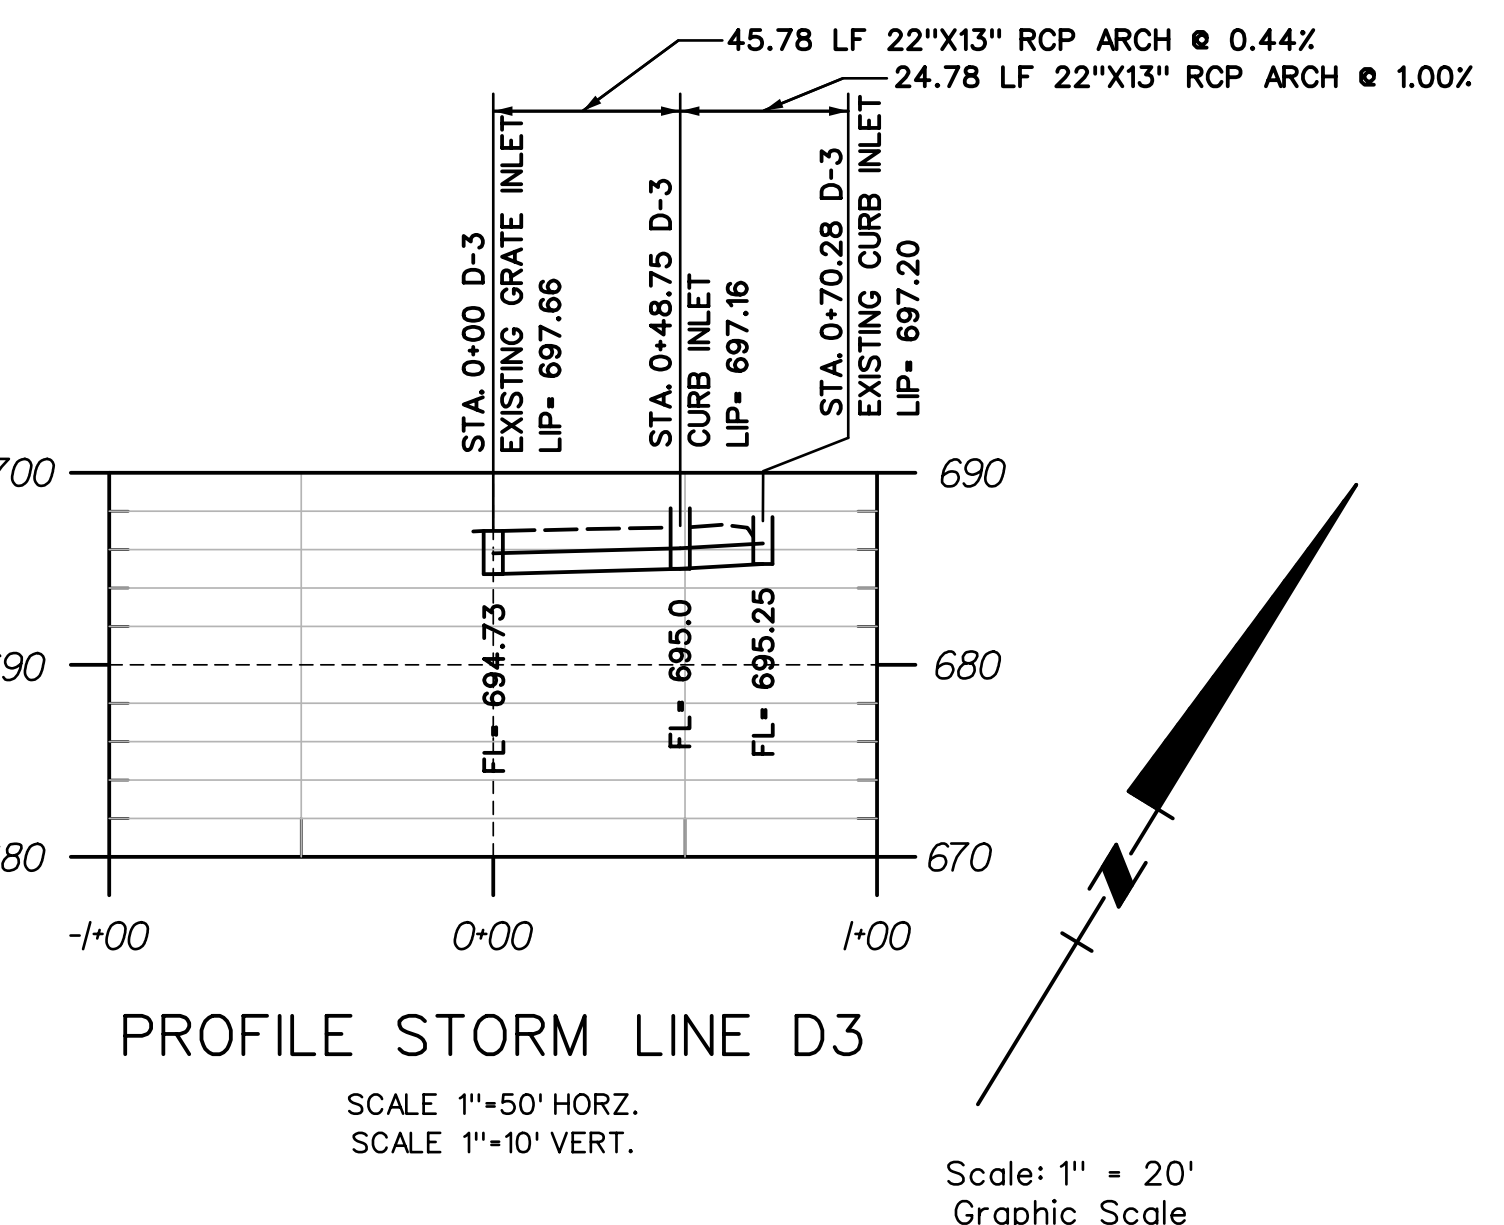 45.78 LF 22"X13" RCP ARCH @ 0.44%
24.78 LF 22"X13" RCP ARCH @ 1.00%
STA. 0+00 D-3
EXISTING GRATE INLET
LIP= 697.66
STA. 0+48.75 D-3
CURB INLET
LIP= 697.16
STA. 0+70.28 D-3
EXISTING CURB INLET
LIP= 697.20
700
690
FL= 694.73
FL= 695.0
FL= 695.25
90
680
80
670
-1+00
0+00
1+00
PROFILE STORM LINE D3
SCALE 1"=50' HORZ.
SCALE 1"=10' VERT.
N
Scale: 1" = 20'
Graphic Scale